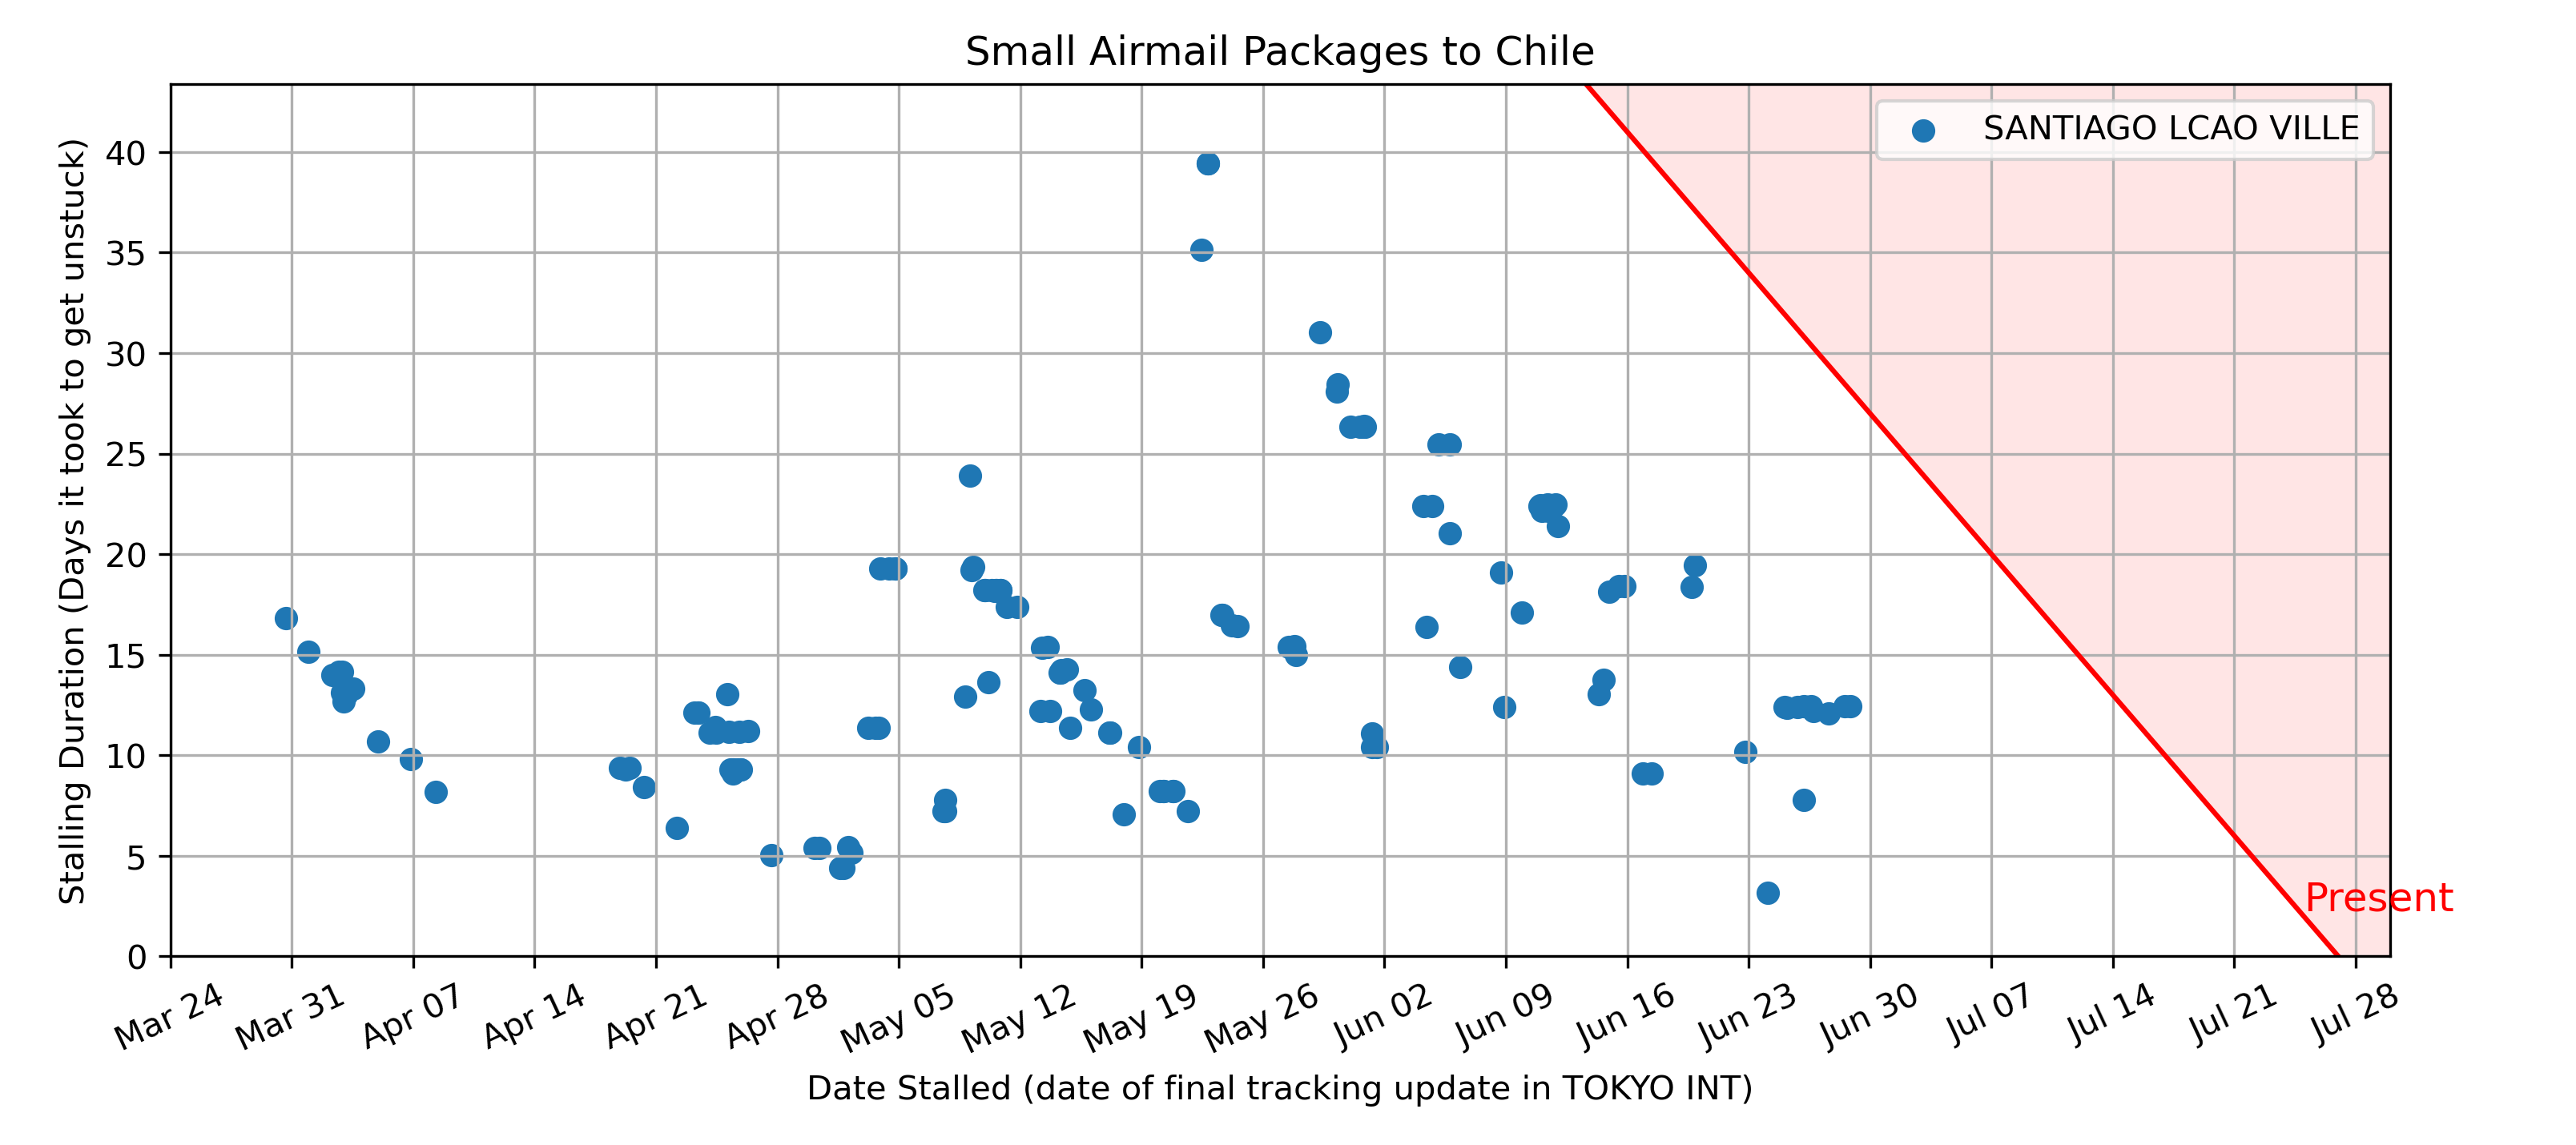 Small Airmail Packages to Chile
SANTIAGO LCAO VILLE
Stalling Duration (Days it took to get unstuck)
40
35
30
25
20
15
10
5
0
Present
Mar 24
Mar 31
Apr 07
Apr 14
Apr 21
Apr 28
May 05
May 12
May 19
May 26
Jun 02
Jun 09
Jun 16
Jun 23
Jun 30
Jul 07
Jul 14
Jul 21
Jul 28
Date Stalled (date of final tracking update in TOKYO INT)